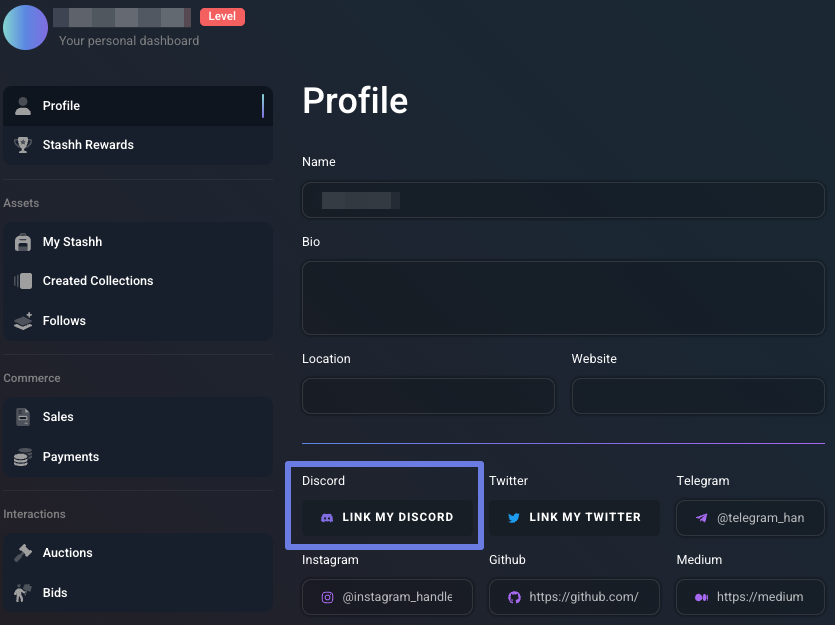 Level
Your personal dashboard
Profile
Stashh Rewards
Assets
My Stashh
Created Collections
Follows
Commerce
Sales
Payments
Interactions
Auctions
Bids
Profile
Name
Bio
Location Website
Discord Twitter Telegram
LINK MY DISCORD LINK MY TWITTER @telegram_han
Instagram Github Medium
@instagram_handle https://github.com/ https://medium